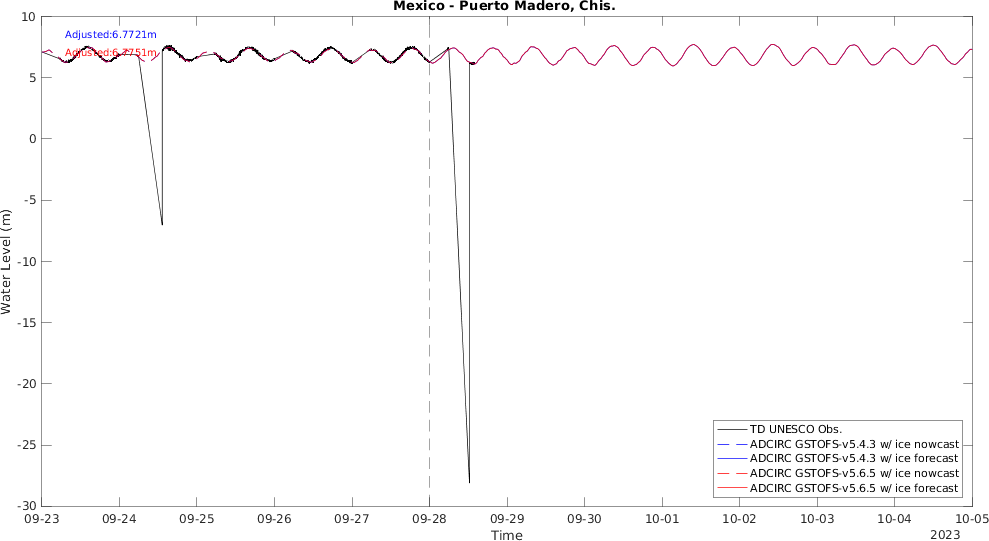 Mexico - Puerto Madero, Chis.
Adjusted:6.7721m
Adjusted:6.7751m
10
5
0
-5
-10
-15
-20
-25
-30
Water Level (m)
09-23 09-24 09-25 09-26 09-27 09-28 09-29 09-30 10-01 10-02 10-03 10-04 10-05
Time
2023
TD UNESCO Obs.
ADCIRC GSTOFS-v5.4.3 w/ ice nowcast
ADCIRC GSTOFS-v5.4.3 w/ ice forecast
ADCIRC GSTOFS-v5.6.5 w/ ice nowcast
ADCIRC GSTOFS-v5.6.5 w/ ice forecast